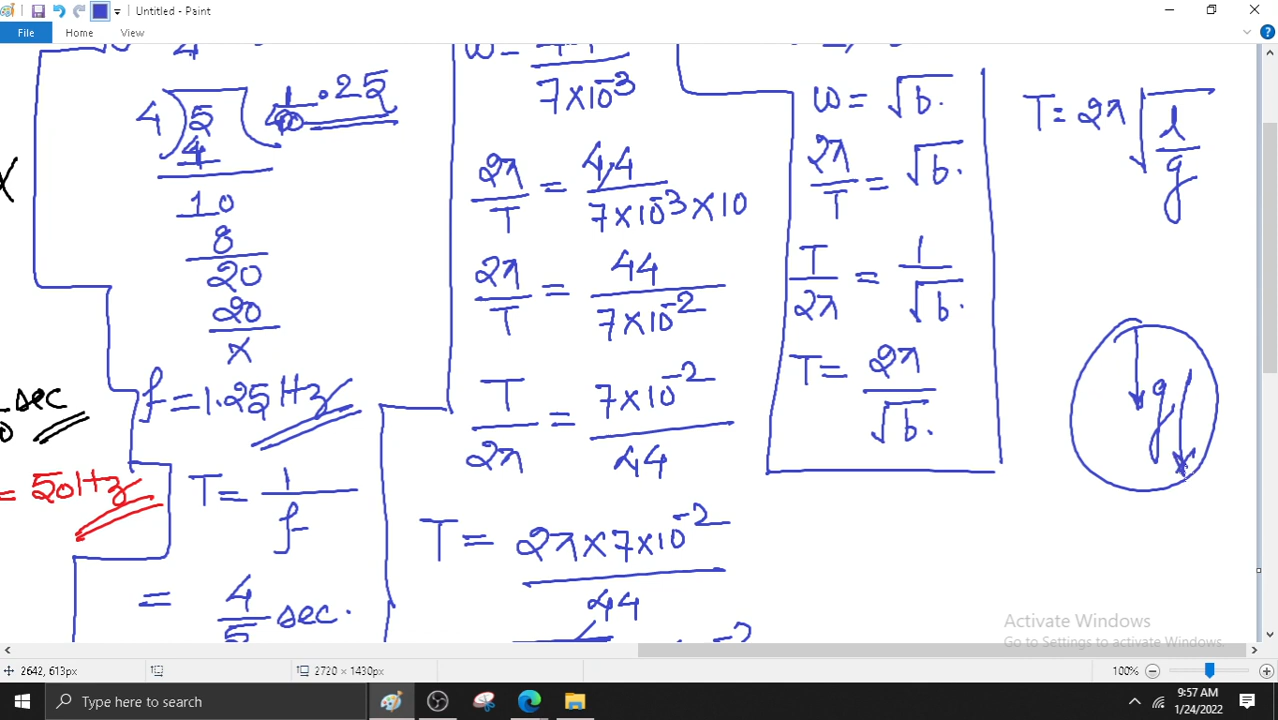 Untitled - Paint
File Home View
4
4 ) 5 ( 1.25
4
10
8
20
20
x
f = 1.25 Hz
T = 1/f
= 4/5 sec.
sec
= 50 Hz
7×10⁻³
2π/T = 4.4/7×10⁻³×10
2π/T = 44/7×10⁻²
T/2π = 7×10⁻²/44
T = 2π×7×10⁻²/44
ω = √b.
2π/T = √b.
T/2π = 1/√b.
T = 2π/√b.
T = 2π√l/g
g
Activate Windows
Go to Settings to activate Windows.
2642, 613px
2720 × 1430px
100%
Type here to search
9:57 AM
1/24/2022